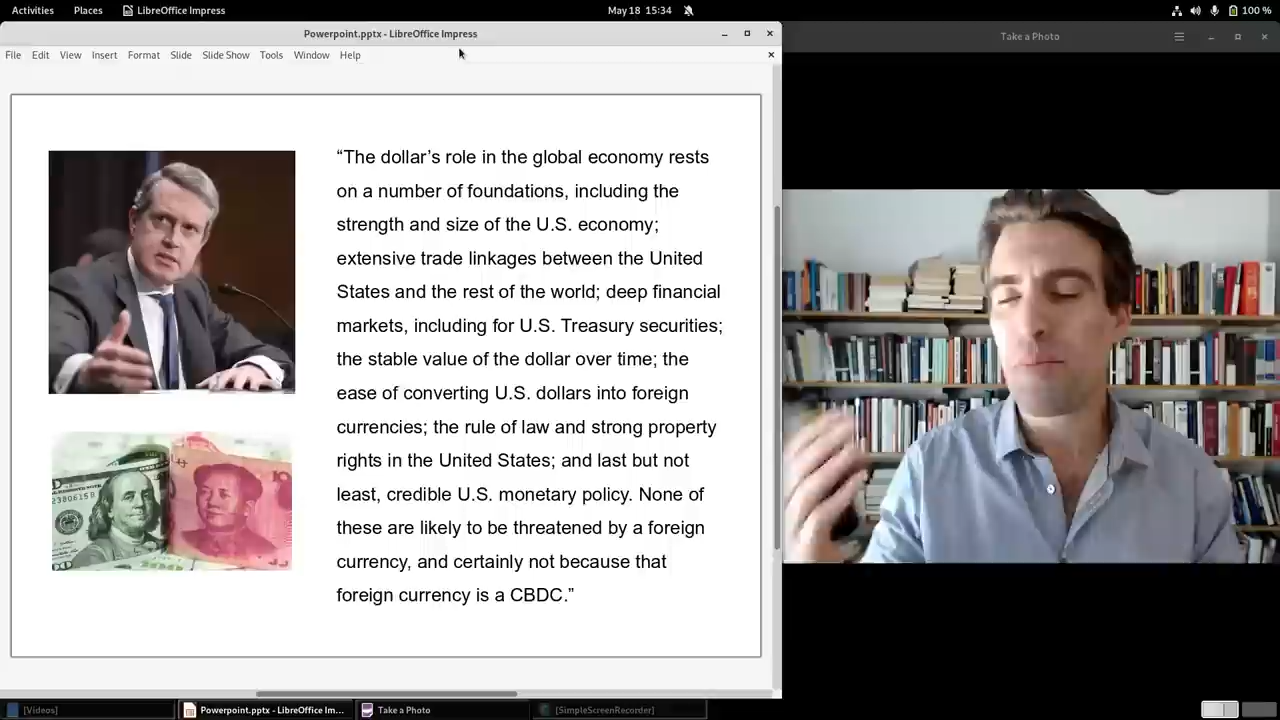 Activities
Places
LibreOffice Impress
May 18 15:34
100 %
Powerpoint.pptx - LibreOffice Impress
Take a Photo
File Edit View Insert Format Slide Slide Show Tools Window Help
“The dollar’s role in the global economy rests
on a number of foundations, including the
strength and size of the U.S. economy;
extensive trade linkages between the United
States and the rest of the world; deep financial
markets, including for U.S. Treasury securities;
the stable value of the dollar over time; the
ease of converting U.S. dollars into foreign
currencies; the rule of law and strong property
rights in the United States; and last but not
least, credible U.S. monetary policy. None of
these are likely to be threatened by a foreign
currency, and certainly not because that
foreign currency is a CBDC.”
[Videos]
Powerpoint.pptx - LibreOffice Im...
Take a Photo
[SimpleScreenRecorder]